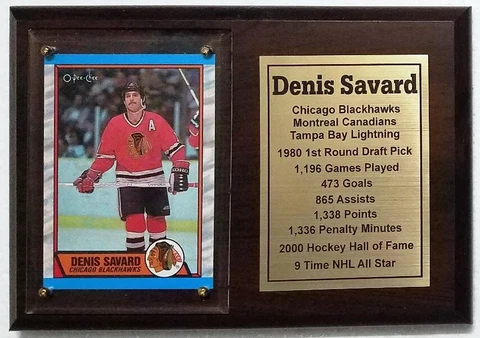 O-Pee-Chee
A
DENIS SAVARD
CHICAGO BLACKHAWKS
Denis Savard
Chicago Blackhawks
Montreal Canadians
Tampa Bay Lightning
1980 1st Round Draft Pick
1,196 Games Played
473 Goals
865 Assists
1,338 Points
1,336 Penalty Minutes
2000 Hockey Hall of Fame
9 Time NHL All Star